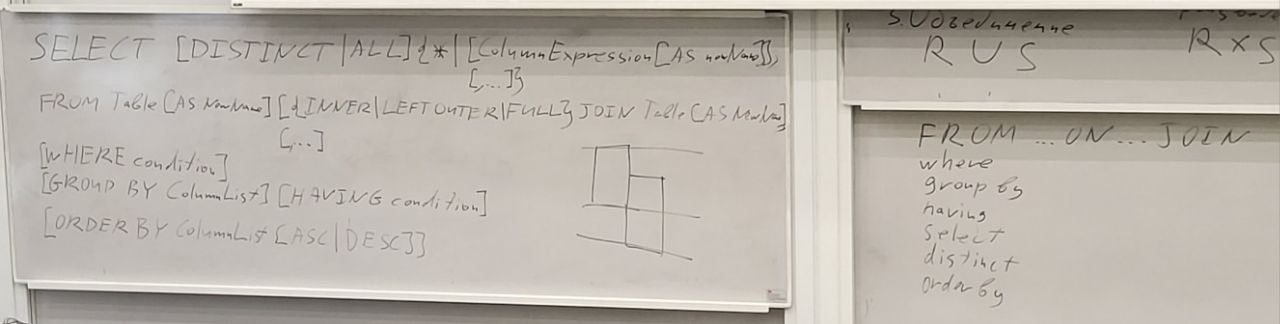 SELECT [DISTINCT|ALL]{*|[ColumnExpression[AS newName]],
[,...]}
FROM Table[AS NewName][{INNER|LEFT OUTER|FULL} JOIN Table[AS NewName]
[,...]
[WHERE condition]
[GROUP BY ColumnList] [HAVING condition]
[ORDER BY ColumnList [ASC|DESC]]
5. Объединение
R U S
R x S
FROM ... ON ... JOIN
where
group by
having
select
distinct
order by